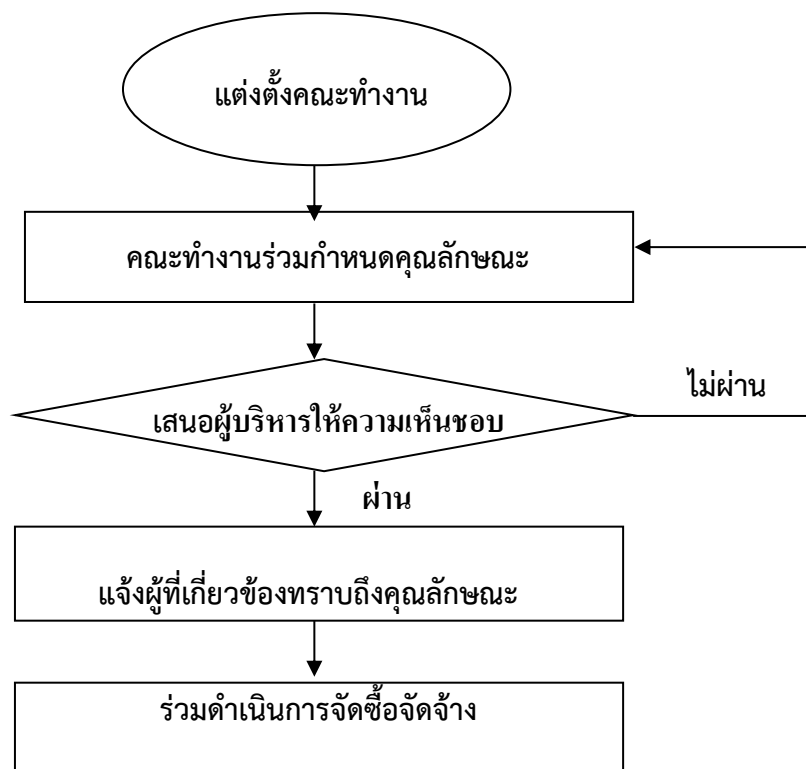 แต่งตั้งคณะทำงาน
คณะทำงานร่วมกำหนดคุณลักษณะ
ไม่ผ่าน
เสนอผู้บริหารให้ความเห็นชอบ
ผ่าน
แจ้งผู้ที่เกี่ยวข้องทราบถึงคุณลักษณะ
ร่วมดำเนินการจัดซื้อจัดจ้าง